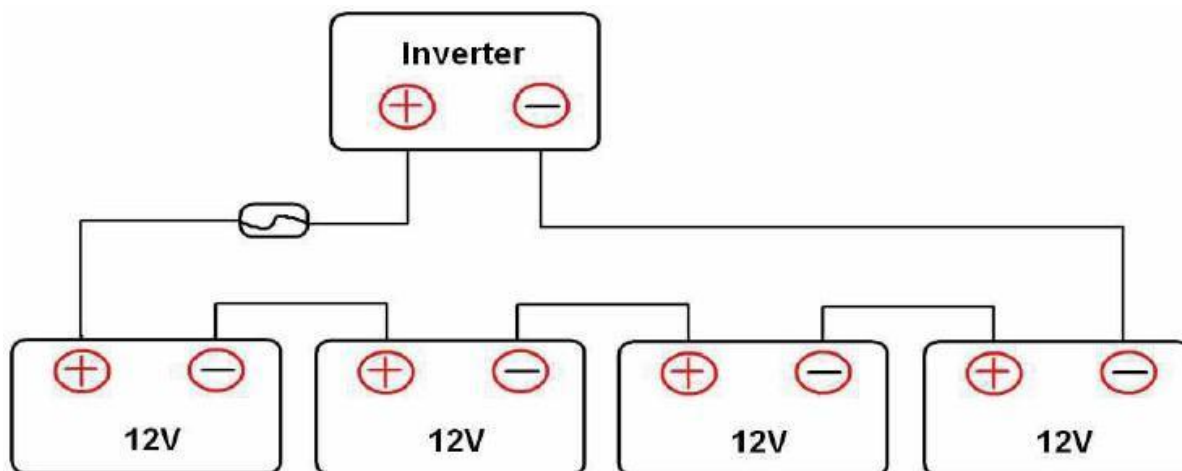 Inverter
+ −
+ − + − + − + −
12V 12V 12V 12V